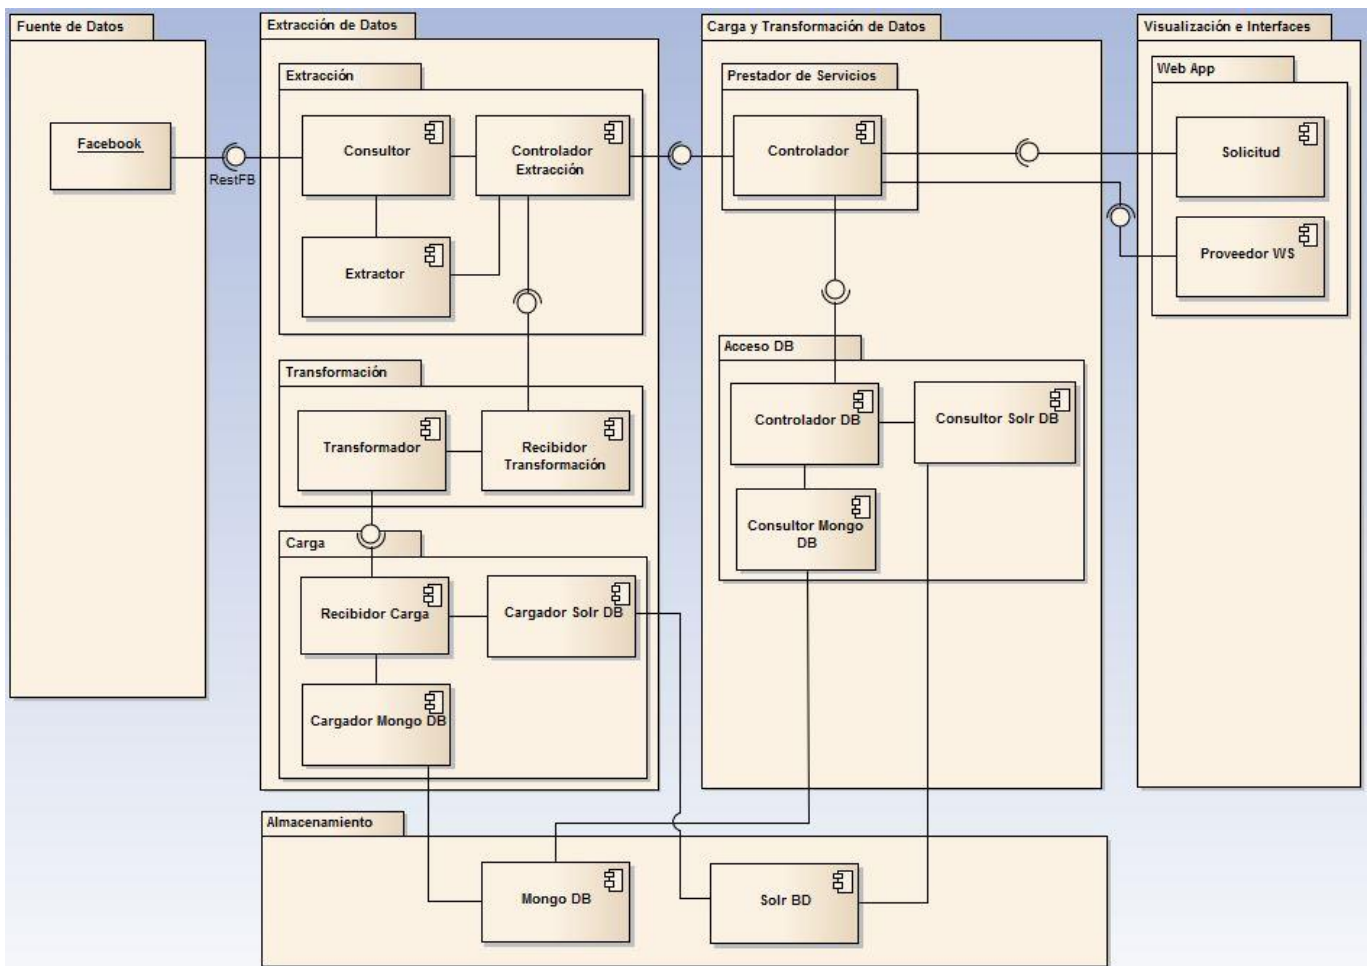 Fuente de Datos
Extracción de Datos
Carga y Transformación de Datos
Visualización e Interfaces
Extracción
Prestador de Servicios
Web App
Facebook
RestFB
Consultor
Controlador
Extracción
Controlador
Solicitud
Extractor
Proveedor WS
Transformación
Acceso DB
Transformador
Recibidor
Transformación
Controlador DB
Consultor Solr DB
Consultor Mongo
DB
Carga
Recibidor Carga
Cargador Solr DB
Cargador Mongo DB
Almacenamiento
Mongo DB
Solr BD